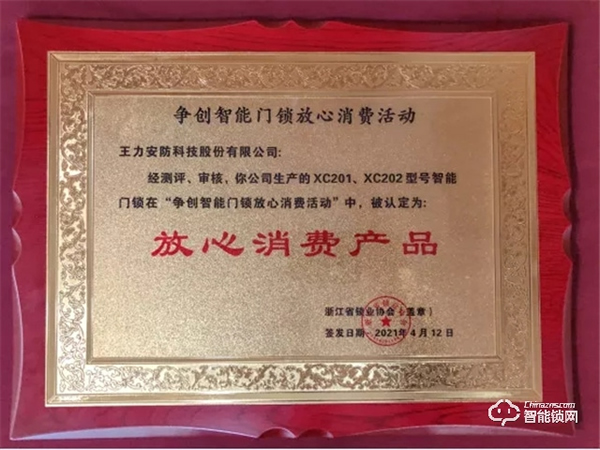 争创智能门锁放心消费活动
王力安防科技股份有限公司:
经测评、审核，你公司生产的XC201、XC202型号智能
门锁在“争创智能门锁放心消费活动”中，被认定为:
放心消费产品
浙江省锁业协会（盖章）
签发日期：2021年4月12日
Chinazns.com
智能锁网